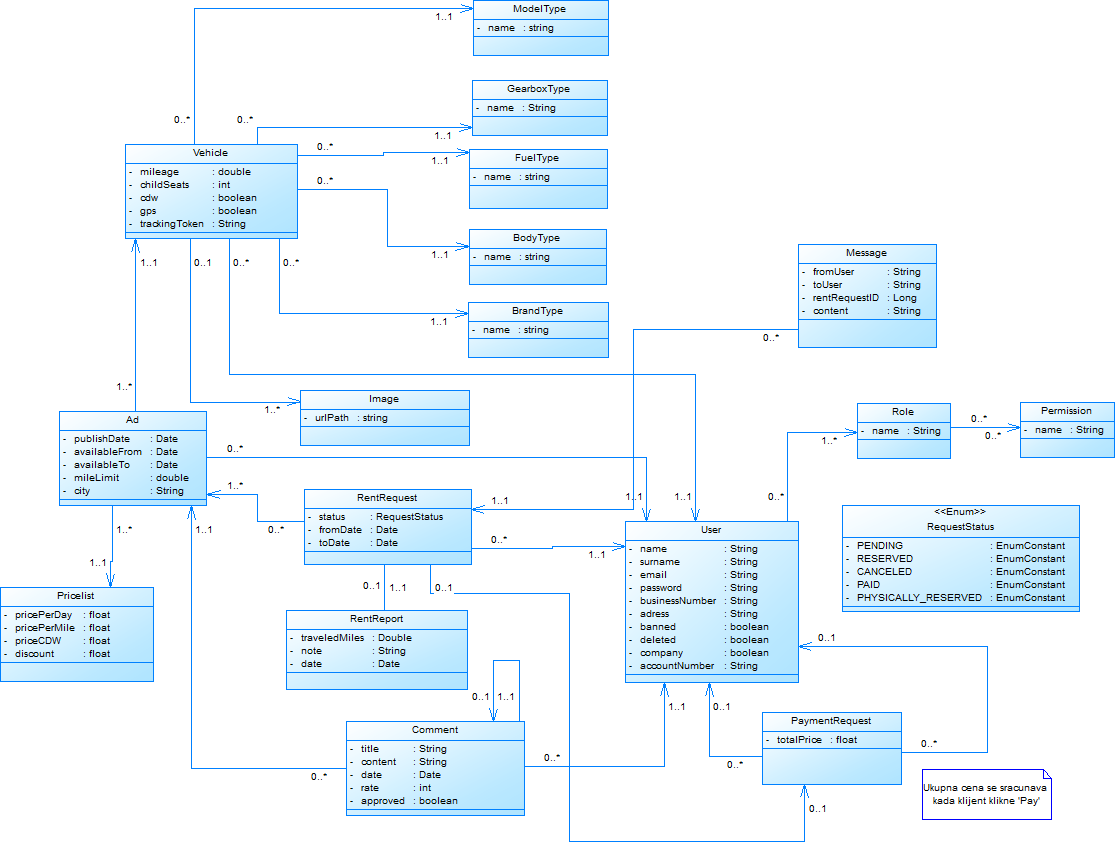 ModelType
- name : string
1..1
0..*
0..*
GearboxType
- name : String
1..1
Vehicle
- mileage : double
- childSeats : int
- cdw : boolean
- gps : boolean
- trackingToken : String
0..*
1..1
FuelType
- name : string
0..*
1..1
BodyType
- name : string
1..1
0..1
0..*
0..*
1..1
BrandType
- name : string
Message
- fromUser : String
- toUser : String
- rentRequestID : Long
- content : String
0..*
1..*
1..*
Image
- urlPath : string
Ad
- publishDate : Date
- availableFrom : Date
- availableTo : Date
- mileLimit : double
- city : String
0..*
1..*
0..*
1..1
1..*
1..1
Role
- name : String
1..*
0..*
0..*
0..*
Permission
- name : String
RentRequest
- status : RequestStatus
- fromDate : Date
- toDate : Date
1..1
0..*
1..1
1..1
1..1
0..1
1..1
0..1
User
- name : String
- surname : String
- email : String
- password : String
- businessNumber : String
- adress : String
- banned : boolean
- deleted : boolean
- company : boolean
- accountNumber : String
<<Enum>>
RequestStatus
- PENDING : EnumConstant
- RESERVED : EnumConstant
- CANCELED : EnumConstant
- PAID : EnumConstant
- PHYSICALLY_RESERVED : EnumConstant
Pricelist
- pricePerDay : float
- pricePerMile : float
- priceCDW : float
- discount : float
RentReport
- traveledMiles : Double
- note : String
- date : Date
0..1
0..1
1..1
1..1
0..1
Comment
- title : String
- content : String
- date : Date
- rate : int
- approved : boolean
0..*
0..*
PaymentRequest
- totalPrice : float
0..*
0..*
0..1
Ukupna cena se sracunava
kada klijent klikne 'Pay'